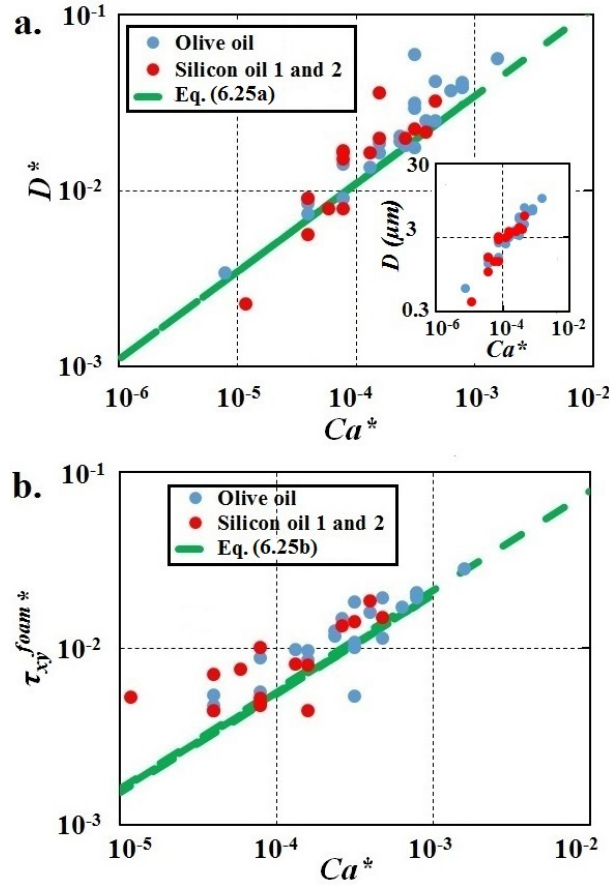 a.
10⁻¹
Olive oil
Silicon oil 1 and 2
Eq. (6.25a)
D*
10⁻²
30
D (μm)
3
0.3
10⁻⁶ 10⁻⁴ 10⁻²
Ca*
10⁻³
10⁻⁶ 10⁻⁵ 10⁻⁴ 10⁻³ 10⁻²
Ca*
b.
10⁻¹
Olive oil
Silicon oil 1 and 2
Eq. (6.25b)
τxy^foam*
10⁻²
10⁻³
10⁻⁵ 10⁻⁴ 10⁻³ 10⁻²
Ca*